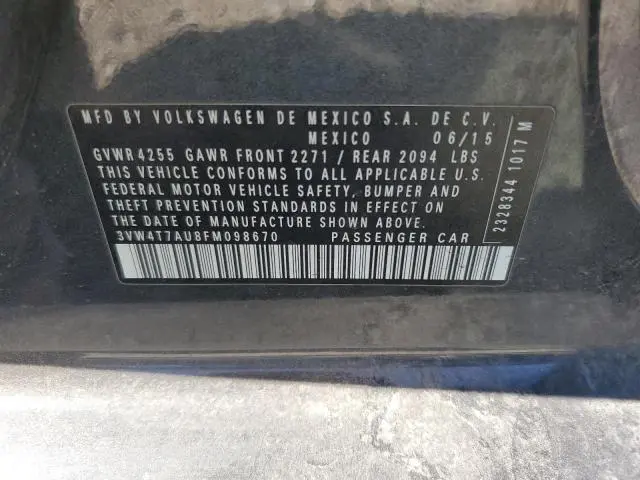 MFD BY VOLKSWAGEN DE MEXICO S.A. DE C.V.
MEXICO 06/15
GVWR 4255 GAWR FRONT 2271 / REAR 2094 LBS
THIS VEHICLE CONFORMS TO ALL APPLICABLE U.S.
FEDERAL MOTOR VEHICLE SAFETY, BUMPER AND
THEFT PREVENTION STANDARDS IN EFFECT ON
THE DATE OF MANUFACTURE SHOWN ABOVE.
3VW4T7AU8FM098670 PASSENGER CAR
2328344 1017 M